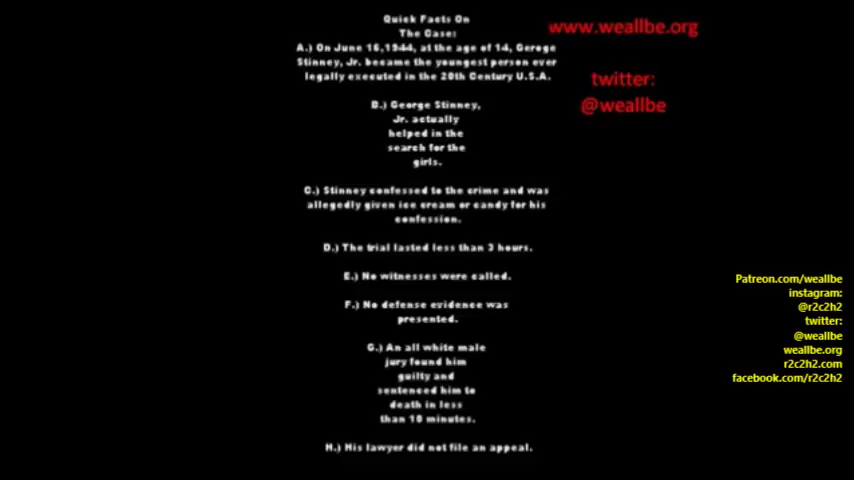 Quick Facts On
The Case:
A.) On June 16,1944, at the age of 14, Geroge
Stinney, Jr. became the youngest person ever
legally executed in the 20th Century U.S.A.
B.) George Stinney,
Jr. actually
helped in the
search for the
girls.
C.) Stinney confessed to the crime and was
allegedly given ice cream or candy for his
confession.
D.) The trial lasted less than 3 hours.
E.) No witnesses were called.
F.) No defense evidence was
presented.
G.) An all white male
jury found him
guilty and
sentenced him to
death in less
than 10 minutes.
H.) His lawyer did not file an appeal.
www.weallbe.org
twitter:
@weallbe
Patreon.com/weallbe
instagram:
@r2c2h2
twitter:
@weallbe
weallbe.org
r2c2h2.com
facebook.com/r2c2h2